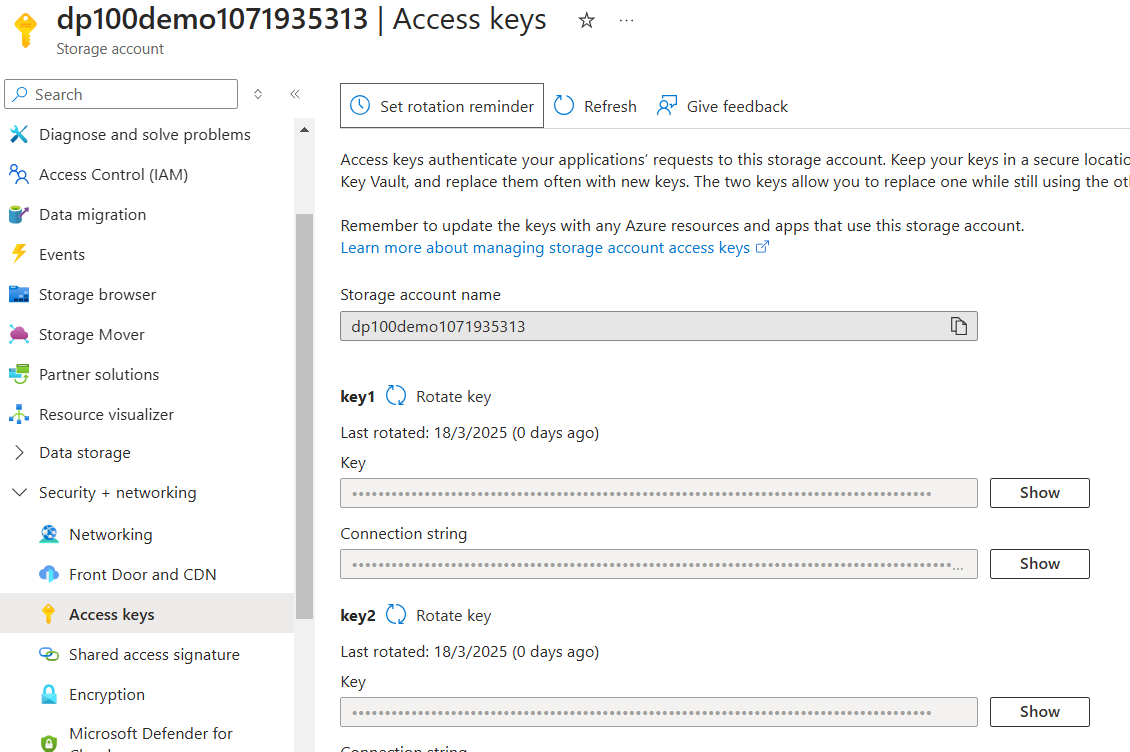 dp100demo1071935313 | Access keys
Storage account
Search
Diagnose and solve problems
Access Control (IAM)
Data migration
Events
Storage browser
Storage Mover
Partner solutions
Resource visualizer
Data storage
Security + networking
Networking
Front Door and CDN
Access keys
Shared access signature
Encryption
Microsoft Defender for
Set rotation reminder
Refresh
Give feedback
Access keys authenticate your applications’ requests to this storage account. Keep your keys in a secure
Key Vault, and replace them often with new keys. The two keys allow you to replace one while still using the
Remember to update the keys with any Azure resources and apps that use this storage account.
Learn more about managing storage account access keys
Storage account name
dp100demo1071935313
key1 Rotate key
Last rotated: 18/3/2025 (0 days ago)
Key
Show
Connection string
Show
key2 Rotate key
Last rotated: 18/3/2025 (0 days ago)
Key
Show
Connection string